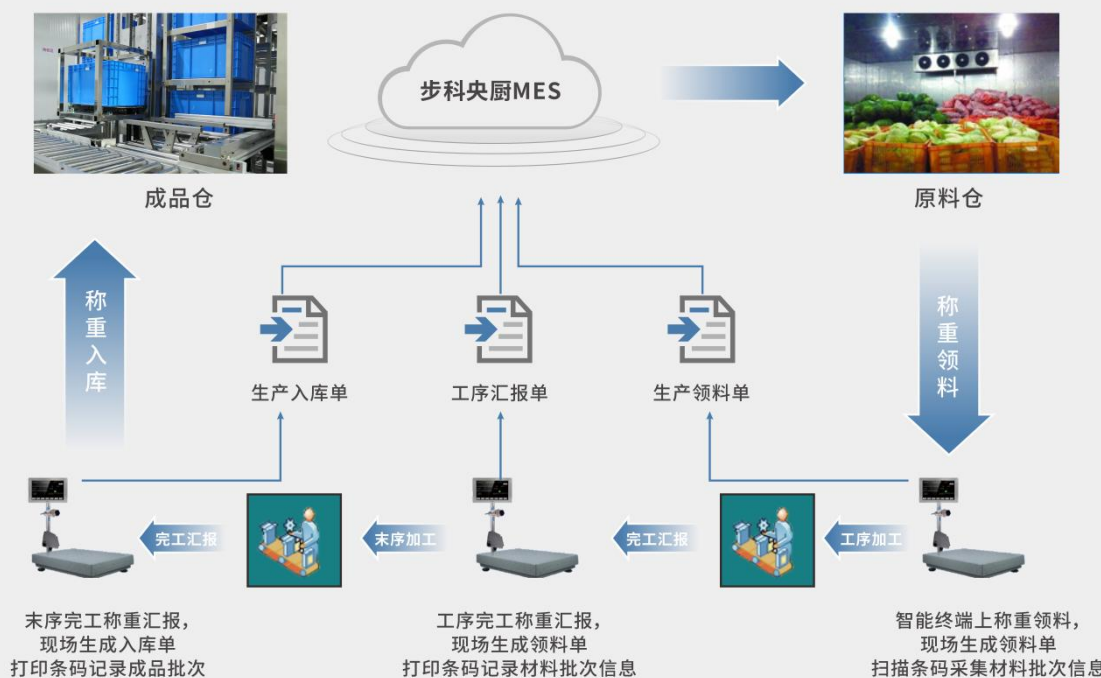 步科央厨MES
成品仓
原料仓
称重入库
称重领料
生产入库单
工序汇报单
生产领料单
完工汇报
末序加工
完工汇报
工序加工
末序完工称重汇报，
现场生成入库单
打印条码记录成品批次
工序完工称重汇报，
现场生成领料单
打印条码记录材料批次信息
智能终端上称重领料，
现场生成领料单
扫描条码采集材料批次信息